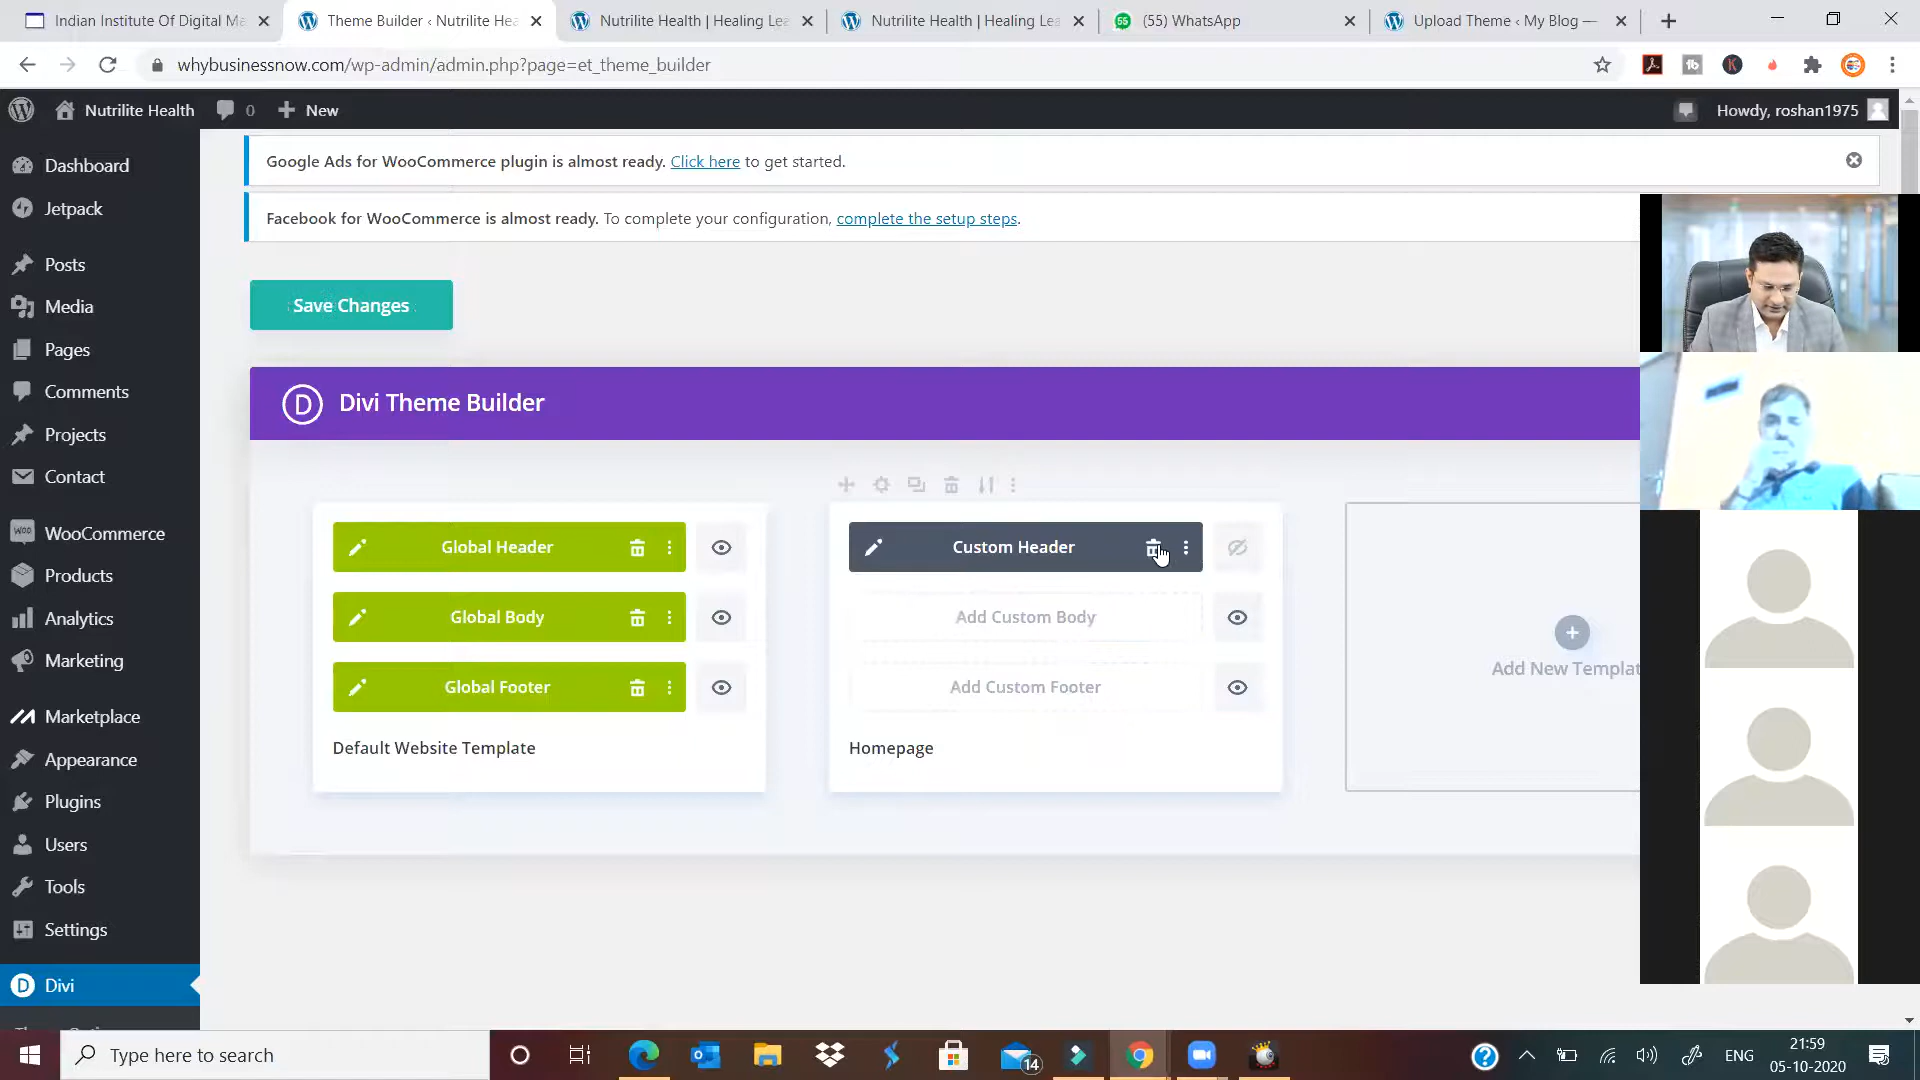 Indian Institute Of Digital Ma
Theme Builder ‹ Nutrilite Hea
Nutrilite Health | Healing Lea
Nutrilite Health | Healing Lea
(55) WhatsApp
Upload Theme ‹ My Blog —
whybusinessnow.com/wp-admin/admin.php?page=et_theme_builder
Nutrilite Health
0
New
Howdy, roshan1975
Dashboard
Jetpack
Posts
Media
Pages
Comments
Projects
Contact
WooCommerce
Products
Analytics
Marketing
Marketplace
Appearance
Plugins
Users
Tools
Settings
Divi
Google Ads for WooCommerce plugin is almost ready. Click here to get started.
Facebook for WooCommerce is almost ready. To complete your configuration, complete the setup steps.
Save Changes
D Divi Theme Builder
Global Header
Global Body
Global Footer
Default Website Template
Custom Header
Add Custom Body
Add Custom Footer
Homepage
Add New Templat
Type here to search
14
ENG
21:59
05-10-2020